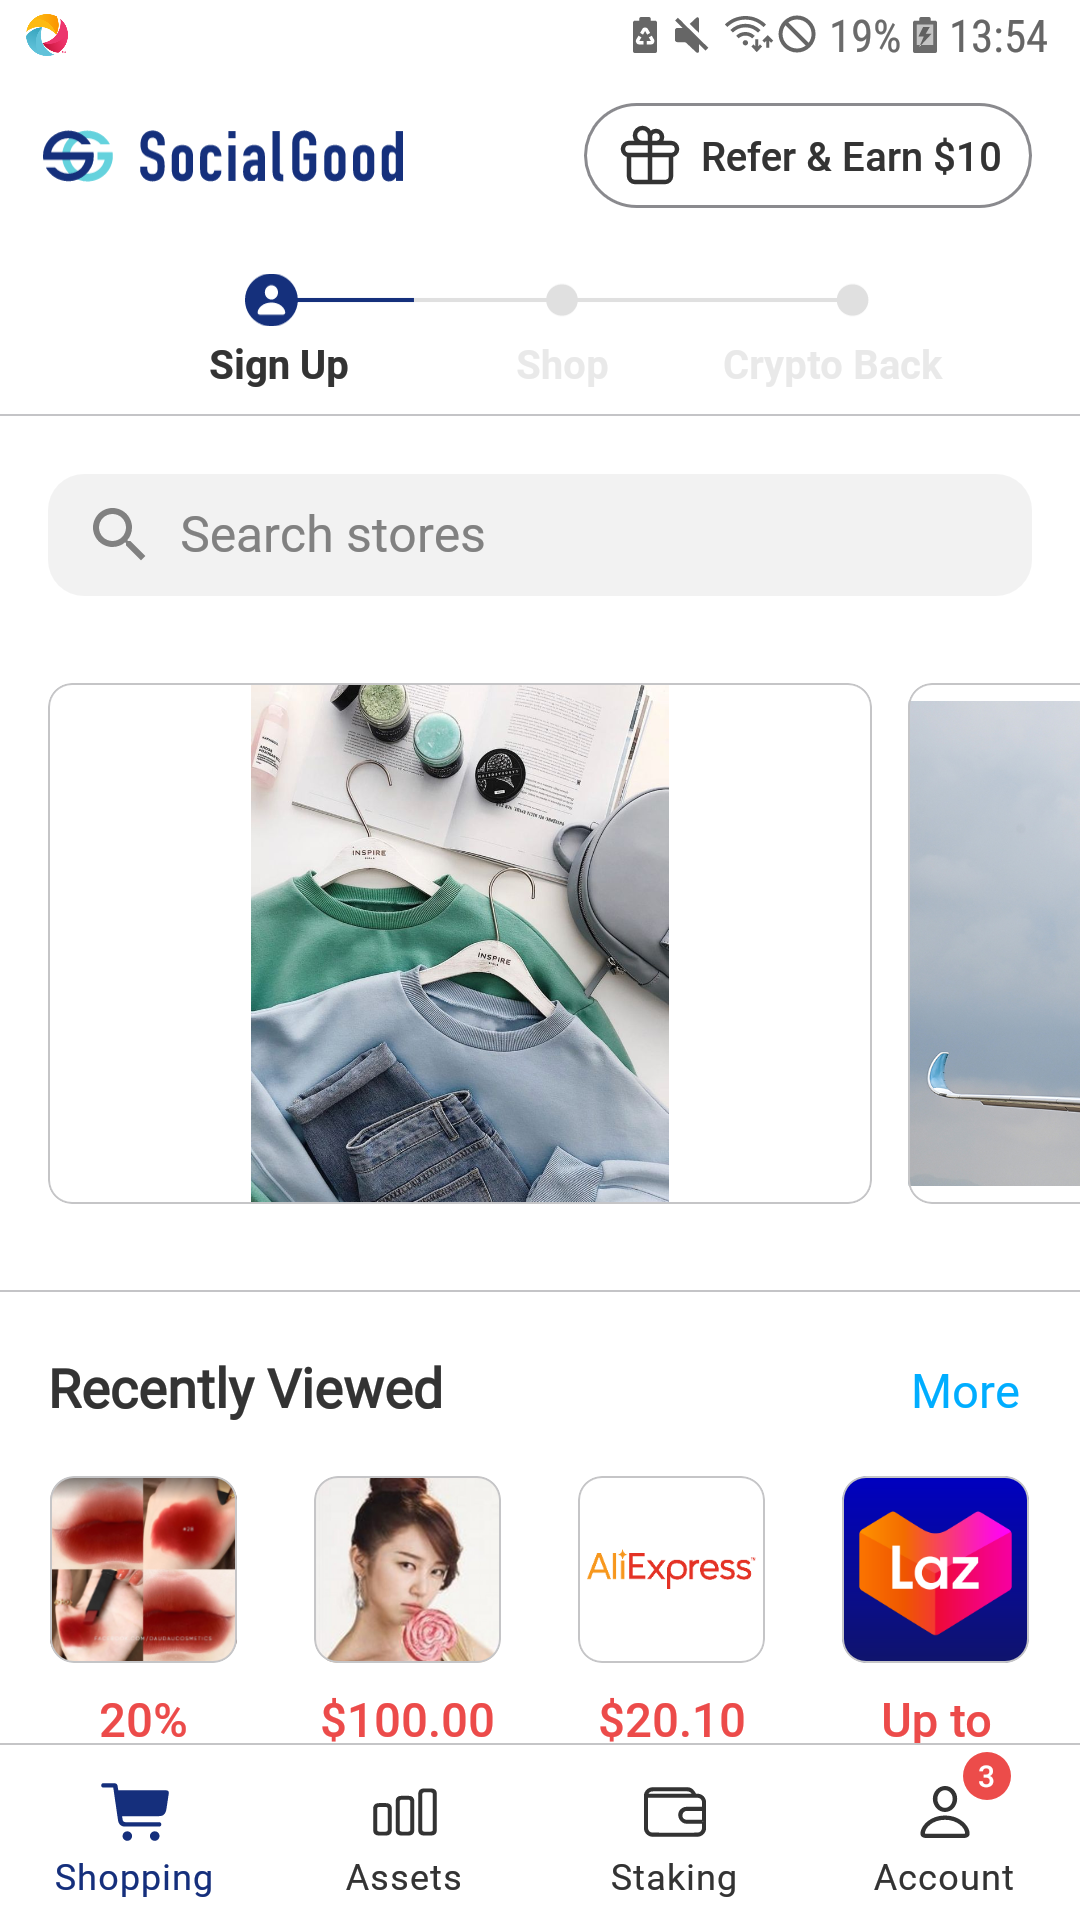 19% 13:54
SocialGood
Refer & Earn $10
Sign Up
Shop
Crypto Back
Search stores
INSPIRE
INSPIRE
Recently Viewed
More
AliExpress
Laz
20%
$100.00
$20.10
Up to
3
Shopping
Assets
Staking
Account